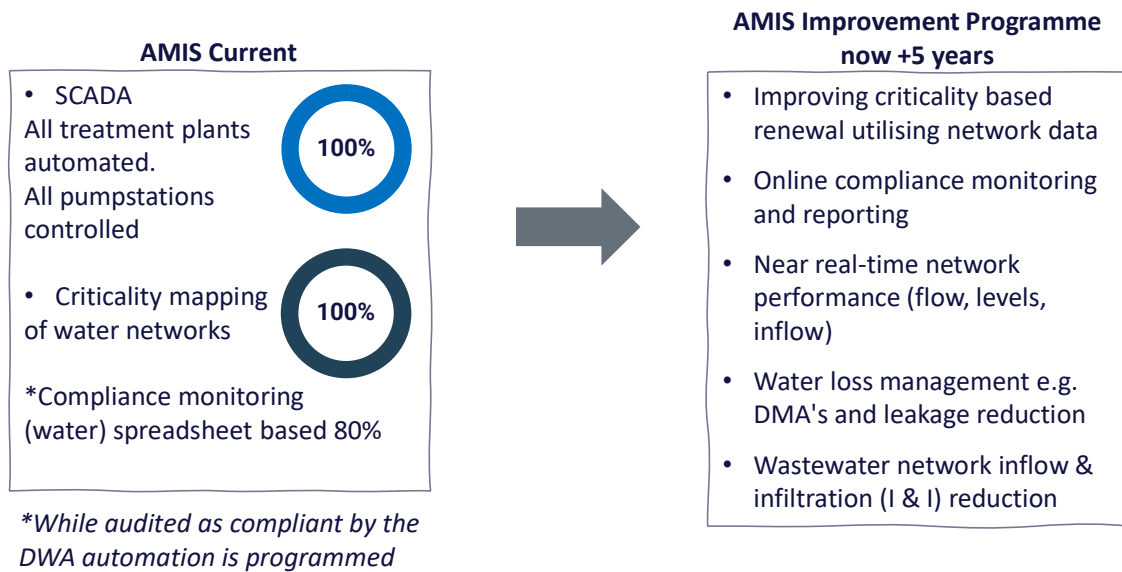 AMIS Current
• SCADA
All treatment plants
automated.
All pumpstations
controlled
100%
• Criticality mapping
of water networks
100%
*Compliance monitoring
(water) spreadsheet based 80%
*While audited as compliant by the
DWA automation is programmed
AMIS Improvement Programme
now +5 years
• Improving criticality based
renewal utilising network data
• Online compliance monitoring
and reporting
• Near real-time network
performance (flow, levels,
inflow)
• Water loss management e.g.
DMA's and leakage reduction
• Wastewater network inflow &
infiltration (I & I) reduction